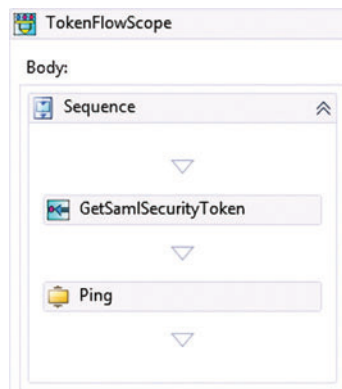 TokenFlowScope
Body:
Sequence
GetSamlSecurityToken
Ping